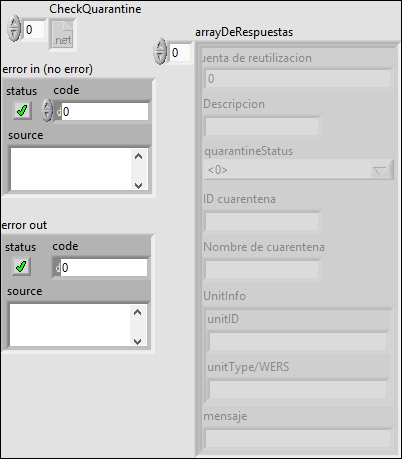 CheckQuarantine
0
.net
error in (no error)
status
code
0
source
error out
status
code
0
source
arrayDeRespuestas
0
uenta de reutilizacion
0
Descripcion
quarantineStatus
<0>
ID cuarentena
Nombre de cuarentena
UnitInfo
unitID
unitType/WERS
mensaje